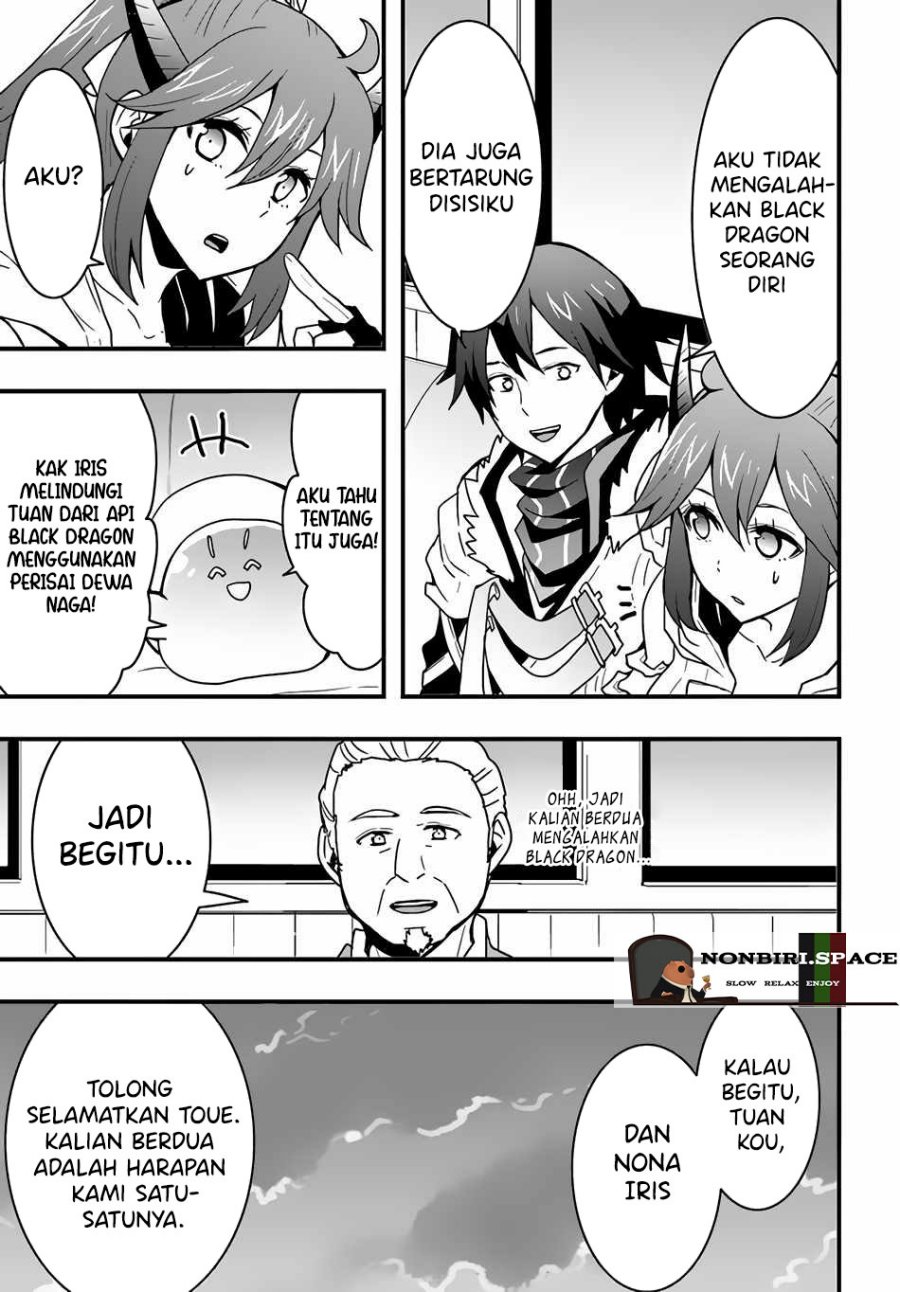 AKU TIDAK
MENGALAH-
KAN BLACK
DRAGON
SEORANG
DIRI
DIA JUGA
BERTARUNG
DISISIKU
AKU?
AKU TAHU
TENTANG
ITU JUGA!
KAK IRIS
MELINDUNGI
TUAN DARI API
BLACK DRAGON
MENGGUNAKAN
PERISAI DEWA
NAGA!
OHH, JADI
KALIAN BERDUA
MENGALAHKAN
BLACK DRAGON...
JADI
BEGITU...
NONBIRI.SPACE
SLOW RELAX ENJOY
KALAU
BEGITU,
TUAN
KOU,
DAN
NONA
IRIS
TOLONG
SELAMATKAN TOUE.
KALIAN BERDUA
ADALAH HARAPAN
KAMI SATU-
SATUNYA.